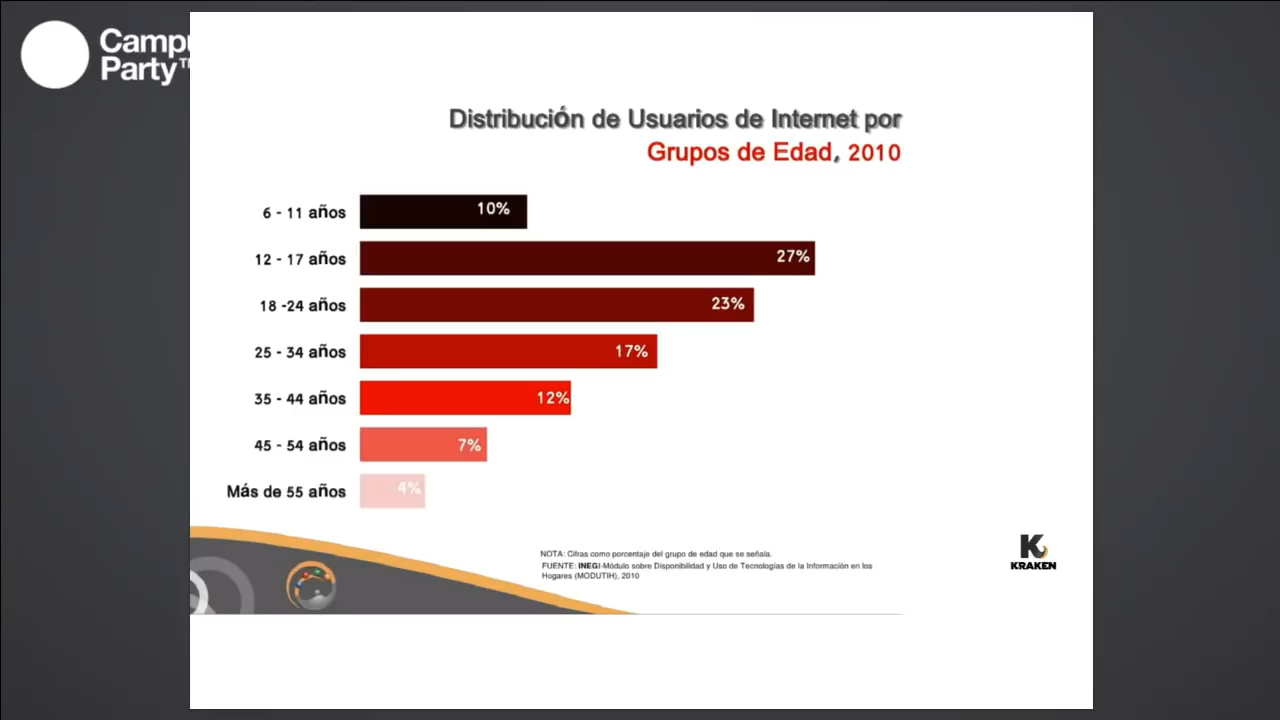 Campu
Party™
Distribución de Usuarios de Internet por
Grupos de Edad, 2010
6 - 11 años 10%
12 - 17 años 27%
18 -24 años 23%
25 - 34 años 17%
35 - 44 años 12%
45 - 54 años 7%
Más de 55 años 4%
NOTA: Cifras como porcentaje del grupo de edad que se señala.
FUENTE: INEGI-Módulo sobre Disponibilidad y Uso de Tecnologías de la Información en los
Hogares (MODUTIH), 2010
K
KRAKEN